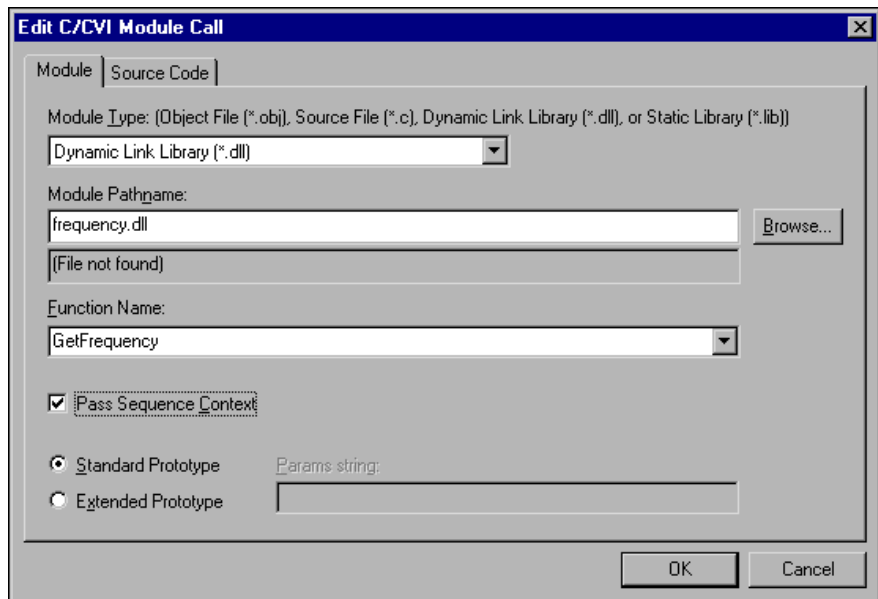 Edit C/CVI Module Call
Module
Source Code
Module Type: (Object File (*.obj), Source File (*.c), Dynamic Link Library (*.dll), or Static Library (*.lib))
Dynamic Link Library (*.dll)
Module Pathname:
frequency.dll
Browse...
(File not found)
Function Name:
GetFrequency
Pass Sequence Context
Standard Prototype
Params string:
Extended Prototype
OK
Cancel